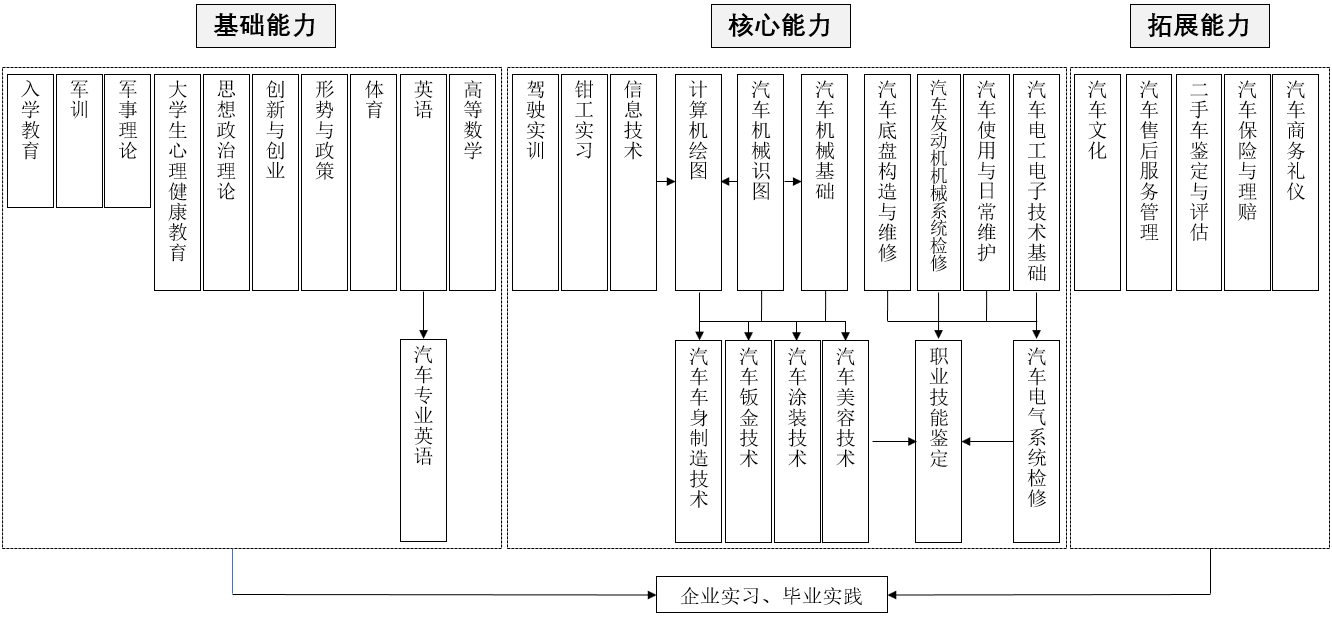 基础能力
核心能力
拓展能力
入学教育
军训
军事理论
大学生心理健康教育
思想政治理论
创新与创业
形势与政策
体育
英语
高等数学
驾驶实训
钳工实习
信息技术
计算机绘图
汽车机械识图
汽车机械基础
汽车底盘构造与维修
汽车发动机机械系统检修
汽车使用与日常维护
汽车电工电子技术基础
汽车文化
汽车售后服务管理
二手车鉴定与评估
汽车保险与理赔
汽车商务礼仪
汽车专业英语
汽车车身制造技术
汽车钣金技术
汽车涂装技术
汽车美容技术
职业技能鉴定
汽车电气系统检修
企业实习、毕业实践